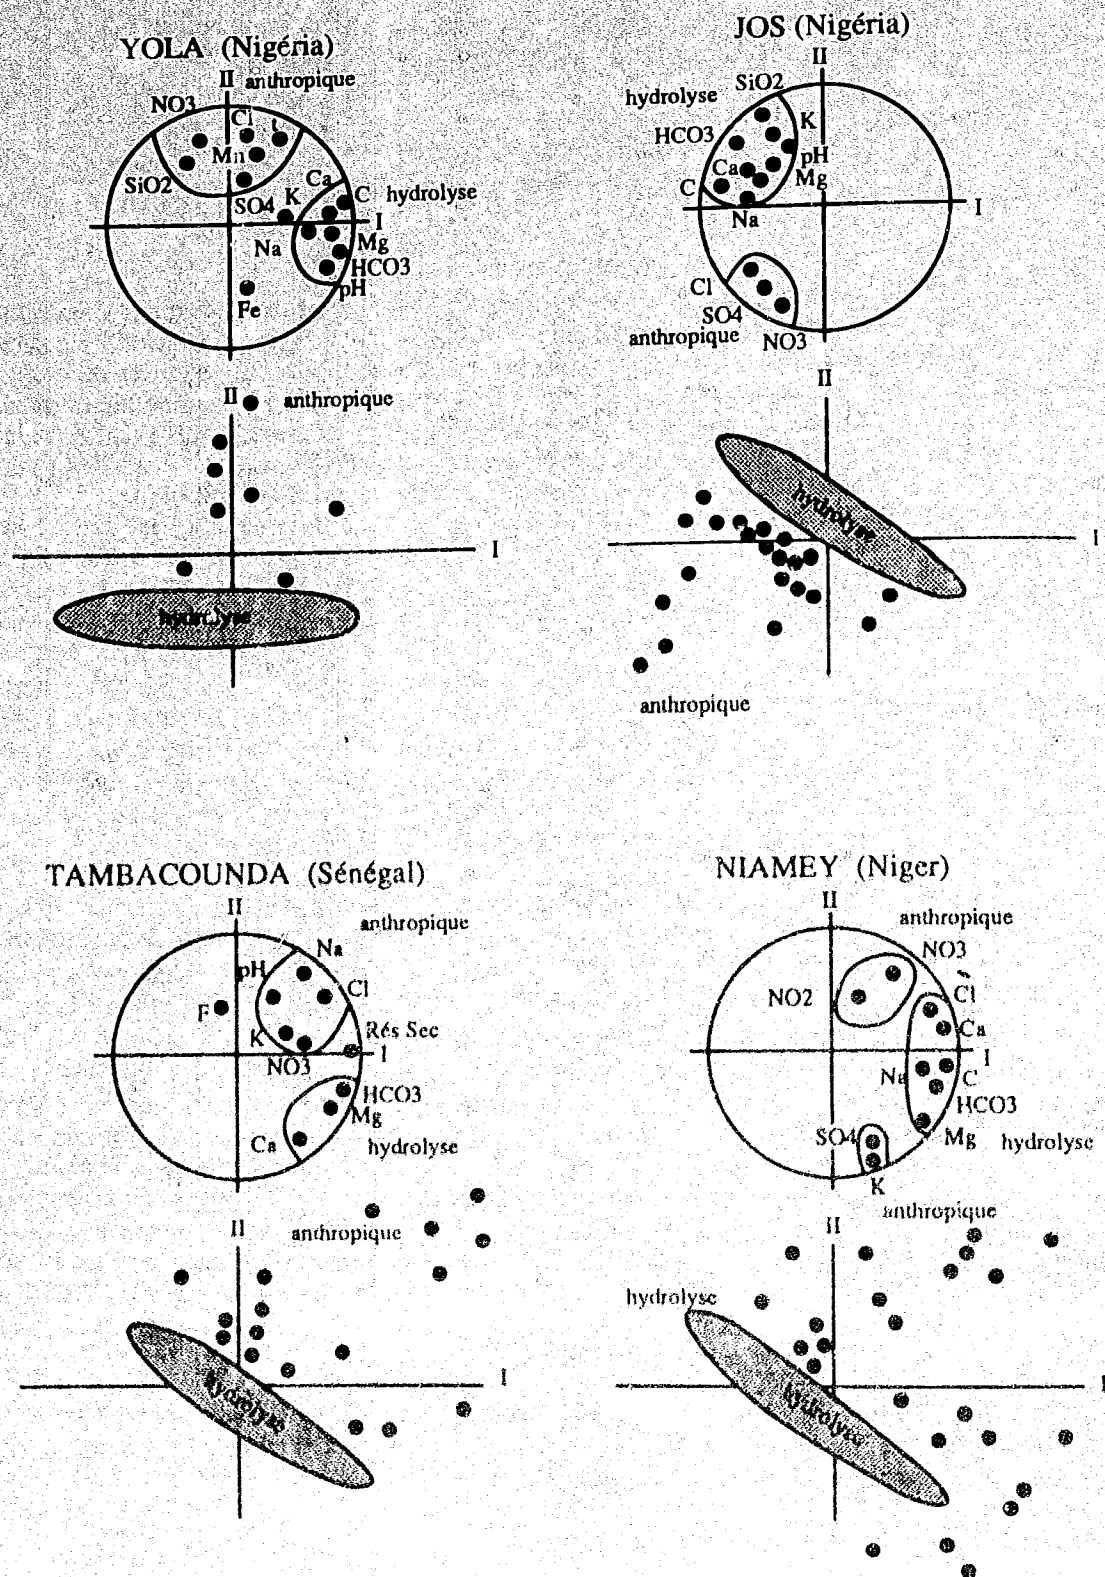 YOLA (Nigéria)
II anthropique
NO3
Cl
Mn
SiO2
SO4
K
Ca
C
hydrolyse
I
Na
Mg
HCO3
pH
Fe
II
anthropique
I
hydrolyse
JOS (Nigéria)
II
SiO2
hydrolyse
K
HCO3
pH
Ca
Mg
C
I
Na
Cl
SO4
anthropique
NO3
II
hydrolyse
I
anthropique
TAMBACOUNDA (Sénégal)
II
anthropique
Na
pH
Cl
F
K
Rés Sec
I
NO3
HCO3
Mg
Ca
hydrolyse
II
anthropique
I
hydrolyse
NIAMEY (Niger)
II
anthropique
NO3
NO2
Cl
Ca
I
Na
C
HCO3
SO4
Mg
hydrolyse
K
anthropique
II
hydrolyse
I
hydrolyse